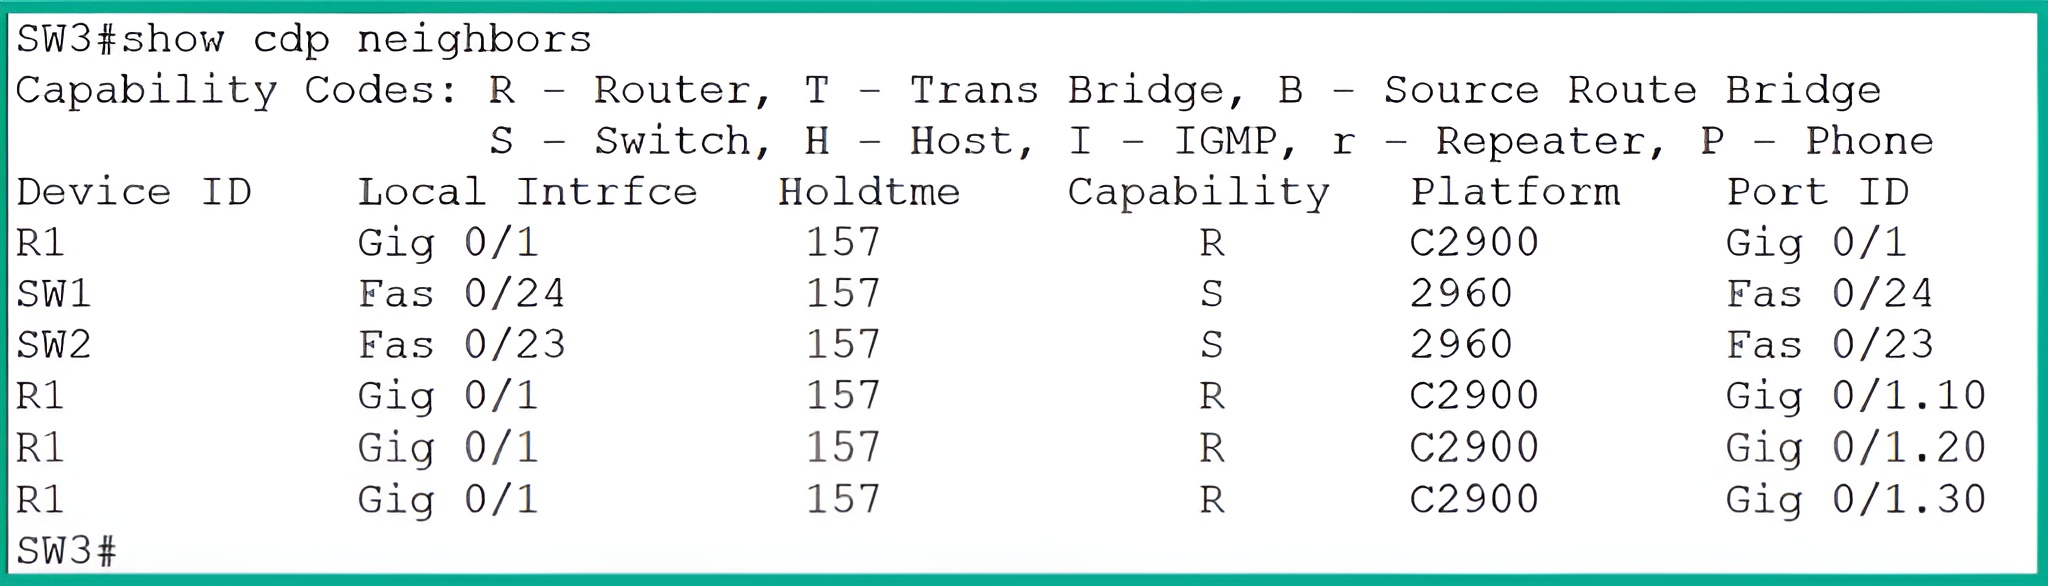 SW3#show cdp neighbors
Capability Codes: R - Router, T - Trans Bridge, B - Source Route Bridge
S - Switch, H - Host, I - IGMP, r - Repeater, P - Phone
Device ID Local Intrfce Holdtme Capability Platform Port ID
R1 Gig 0/1 157 R C2900 Gig 0/1
SW1 Fas 0/24 157 S 2960 Fas 0/24
SW2 Fas 0/23 157 S 2960 Fas 0/23
R1 Gig 0/1 157 R C2900 Gig 0/1.10
R1 Gig 0/1 157 R C2900 Gig 0/1.20
R1 Gig 0/1 157 R C2900 Gig 0/1.30
SW3#